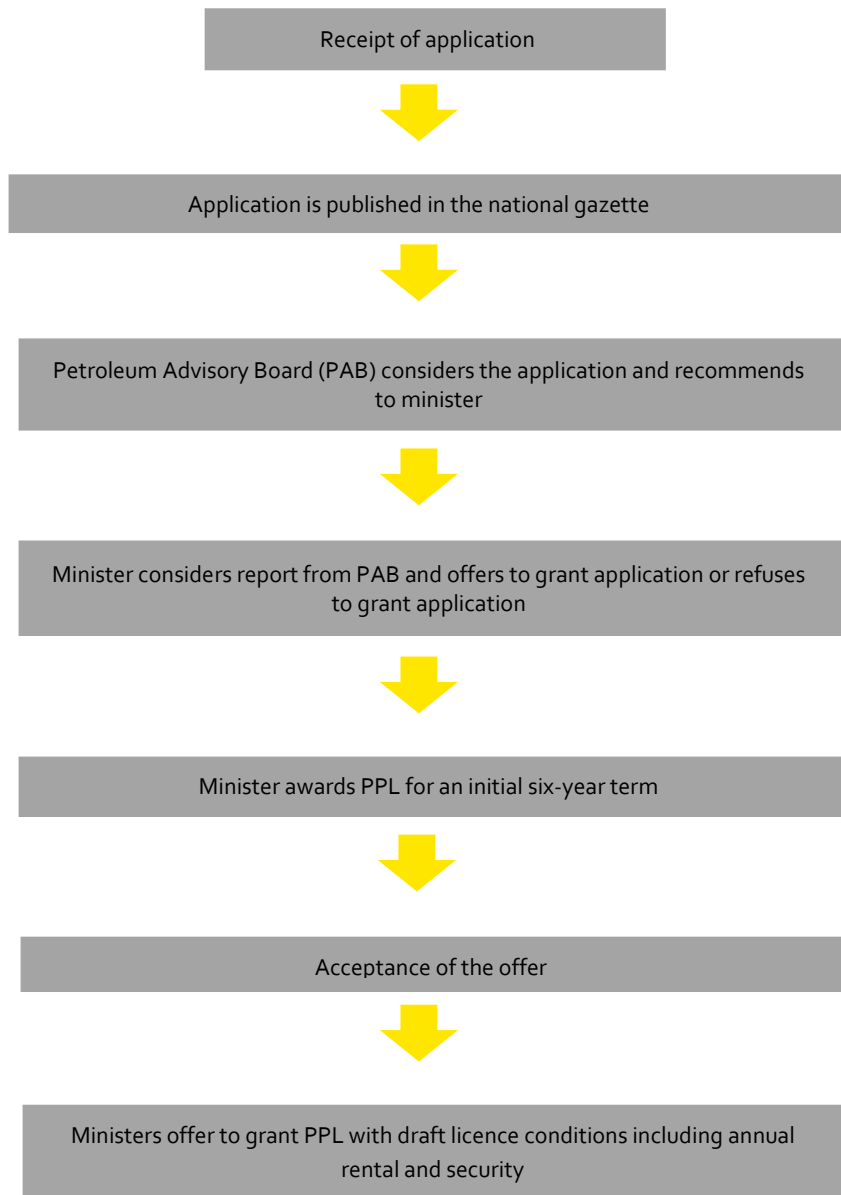 Receipt of application
Application is published in the national gazette
Petroleum Advisory Board (PAB) considers the application and recommends
to minister
Minister considers report from PAB and offers to grant application or refuses
to grant application
Minister awards PPL for an initial six-year term
Acceptance of the offer
Ministers offer to grant PPL with draft licence conditions including annual
rental and security